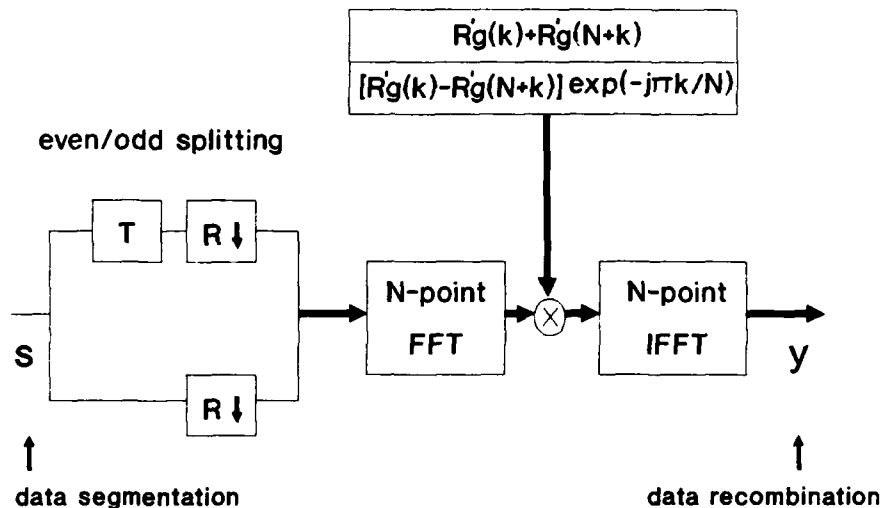 R'g(k)+R'g(N+k)
[R'g(k)-R'g(N+k)] exp(-jπk/N)
even/odd splitting
T
R↓
N-point
FFT
×
N-point
IFFT
S
y
R↓
data segmentation
data recombination